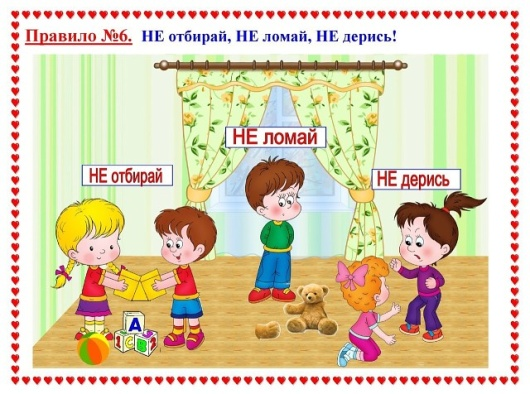 Правило №6. НЕ отбирай, НЕ ломай, НЕ дерись!
НЕ ломай
НЕ отбирай
НЕ дерись
А